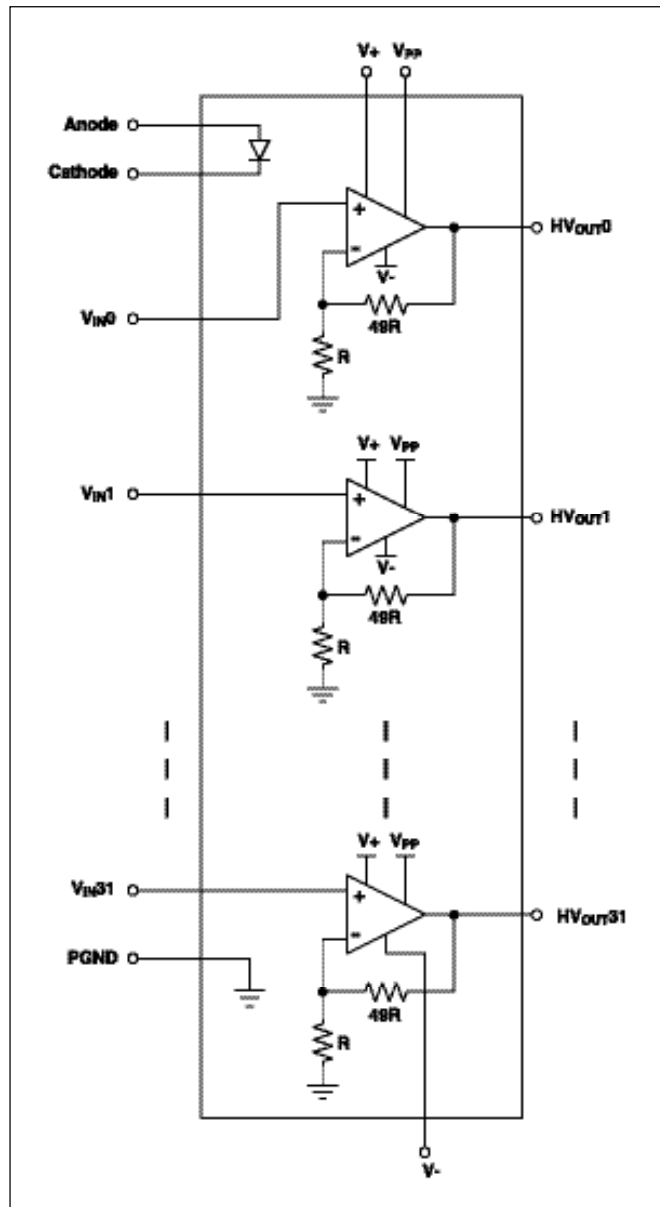 V+ VPP
Anode
Cathode
+
HVOUT0
-
V-
VIN0
49R
R
V+ VPP
VIN1
+
HVOUT1
-
V-
49R
R
V+ VPP
VIN31
+
HVOUT31
-
PGND
49R
R
V-